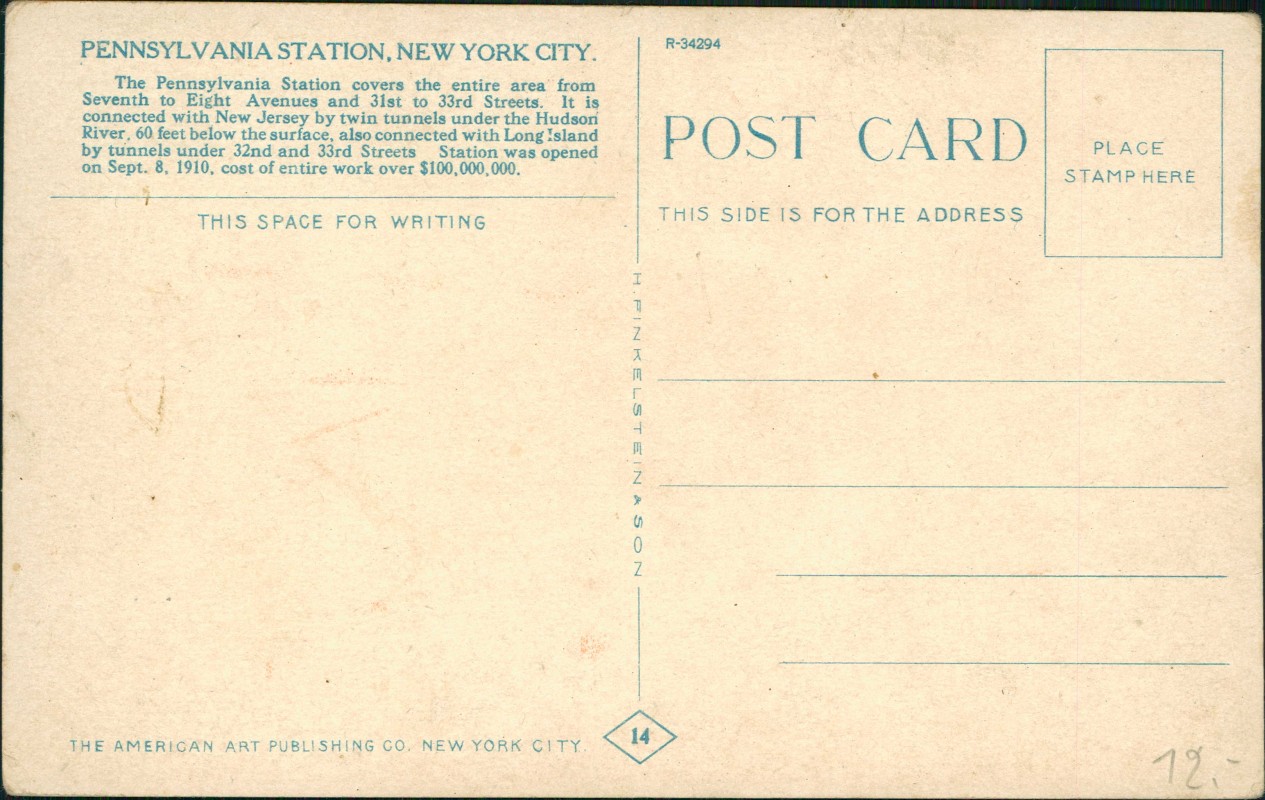 PENNSYLVANIA STATION, NEW YORK CITY.
The Pennsylvania Station covers the entire area from
Seventh to Eight Avenues and 31st to 33rd Streets. It is
connected with New Jersey by twin tunnels under the Hudson
River, 60 feet below the surface, also connected with Long Island
by tunnels under 32nd and 33rd Streets Station was opened
on Sept. 8, 1910, cost of entire work over $100,000,000.
THIS SPACE FOR WRITING
R-34294
POST CARD
THIS SIDE IS FOR THE ADDRESS
PLACE
STAMP HERE
H. FINKELSTEIN & SON
THE AMERICAN ART PUBLISHING CO. NEW YORK CITY.
14
12.-